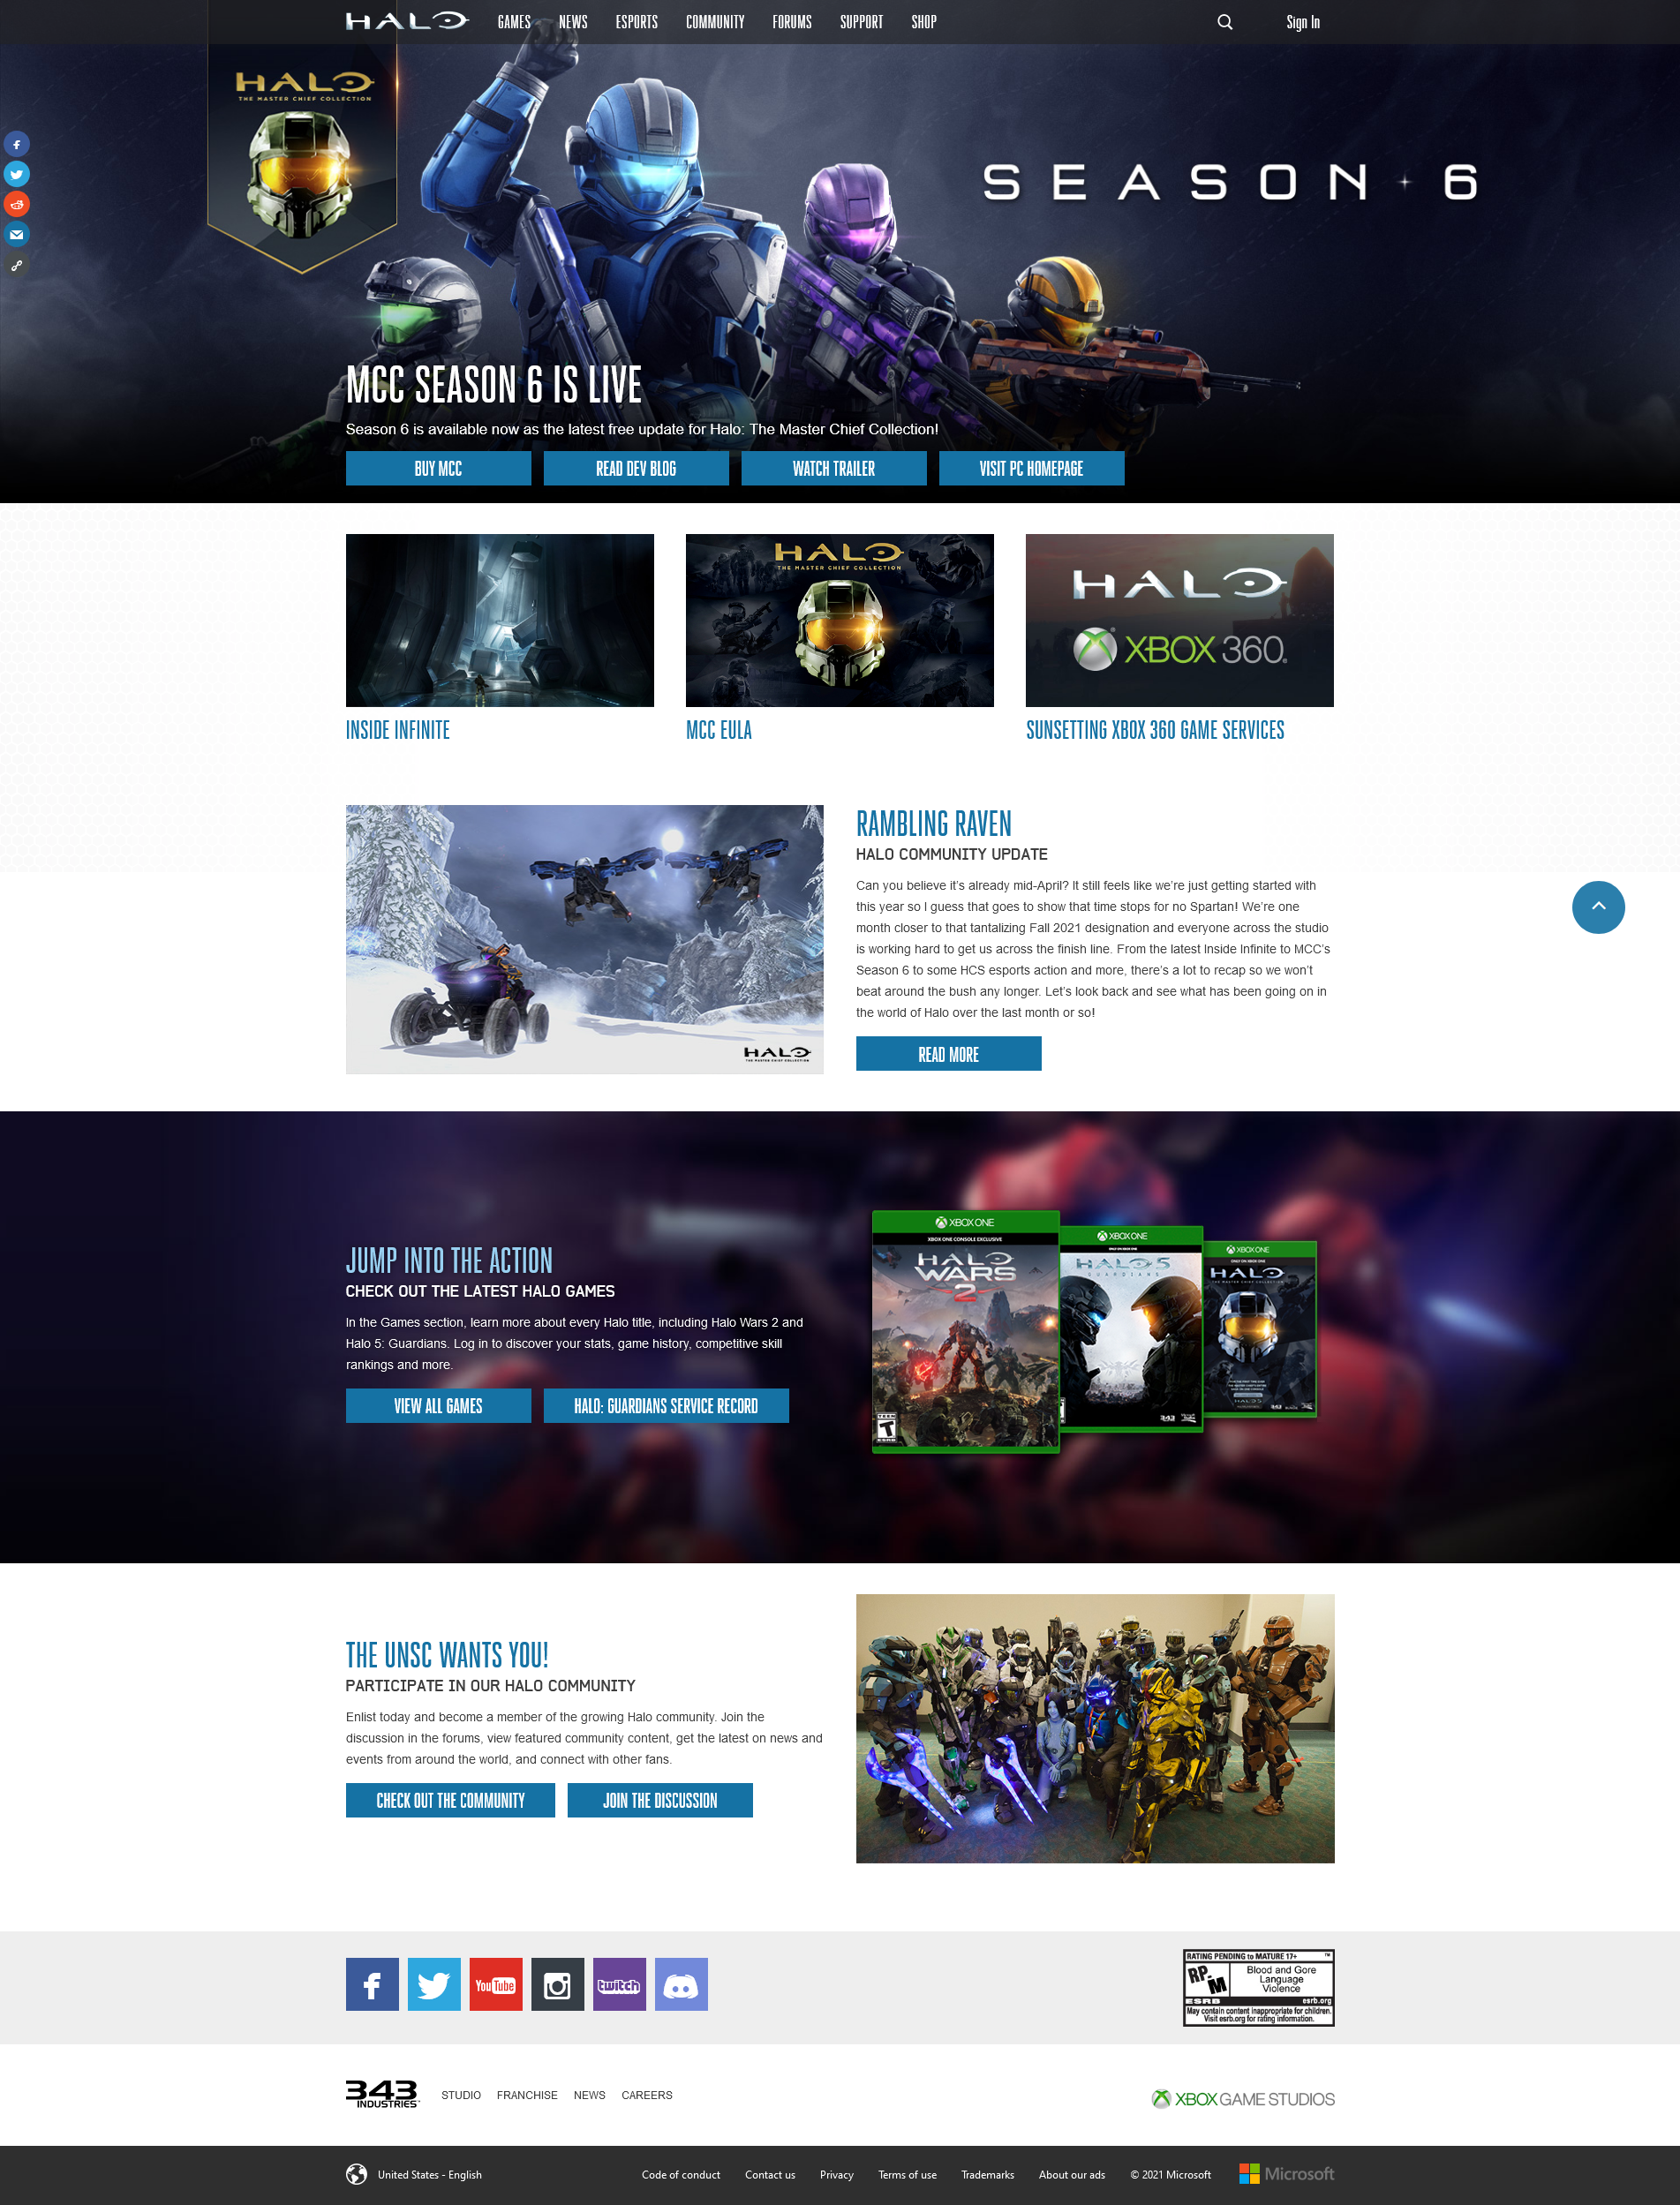 HALO
GAMES
NEWS
ESPORTS
COMMUNITY
FORUMS
SUPPORT
SHOP
Sign In
HALO
THE MASTER CHIEF COLLECTION
SEASON 6
MCC SEASON 6 IS LIVE
Season 6 is available now as the latest free update for Halo: The Master Chief Collection!
BUY MCC
READ DEV BLOG
WATCH TRAILER
VISIT PC HOMEPAGE
HALO
THE MASTER CHIEF COLLECTION
HALO
XBOX 360
INSIDE INFINITE
MCC EULA
SUNSETTING XBOX 360 GAME SERVICES
RAMBLING RAVEN
HALO COMMUNITY UPDATE
Can you believe it's already mid-April? It still feels like we're just getting started with
this year so I guess that goes to show that time stops for no Spartan! We're one
month closer to that tantalizing Fall 2021 designation and everyone across the studio
is working hard to get us across the finish line. From the latest Inside Infinite to MCC's
Season 6 to some HCS esports action and more, there's a lot to recap so we won't
beat around the bush any longer. Let's look back and see what has been going on in
the world of Halo over the last month or so!
HALO
THE MASTER CHIEF COLLECTION
READ MORE
JUMP INTO THE ACTION
CHECK OUT THE LATEST HALO GAMES
In the Games section, learn more about every Halo title, including Halo Wars 2 and
Halo 5: Guardians. Log in to discover your stats, game history, competitive skill
rankings and more.
VIEW ALL GAMES
HALO: GUARDIANS SERVICE RECORD
XBOX ONE
XBOX ONE CONSOLE EXCLUSIVE
HALO
WARS
2
TEEN
T
ESRB
XBOX ONE
ONLY ON XBOX ONE
HALO 5
GUARDIANS
343
XBOX ONE
ONLY ON XBOX ONE
HALO
THE MASTER CHIEF COLLECTION
HALO 5
343
THE UNSC WANTS YOU!
PARTICIPATE IN OUR HALO COMMUNITY
Enlist today and become a member of the growing Halo community. Join the
discussion in the forums, view featured community content, get the latest on news and
events from around the world, and connect with other fans.
CHECK OUT THE COMMUNITY
JOIN THE DISCUSSION
YouTube
twitch
RATING PENDING to MATURE 17+
RP M
ESRB
Blood and Gore
Language
Violence
esrb.org
May contain content inappropriate for children.
Visit esrb.org for rating information.
343
INDUSTRIES
STUDIO
FRANCHISE
NEWS
CAREERS
XBOX GAME STUDIOS
United States - English
Code of conduct
Contact us
Privacy
Terms of use
Trademarks
About our ads
© 2021 Microsoft
Microsoft